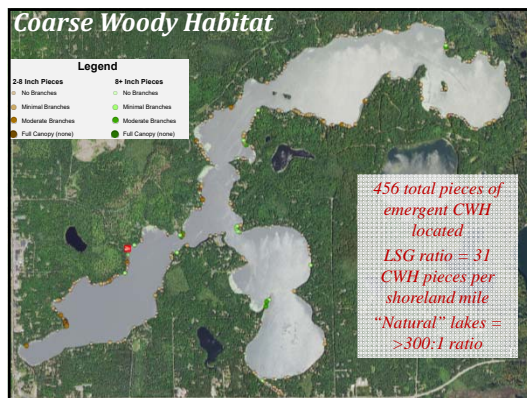 Coarse Woody Habitat
Legend
2-8 Inch Pieces 8+ Inch Pieces
No Branches No Branches
Minimal Branches Minimal Branches
Moderate Branches Moderate Branches
Full Canopy (none) Full Canopy (none)
456 total pieces of
emergent CWH
located
LSG ratio = 31
CWH pieces per
shoreland mile
“Natural” lakes =
>300:1 ratio